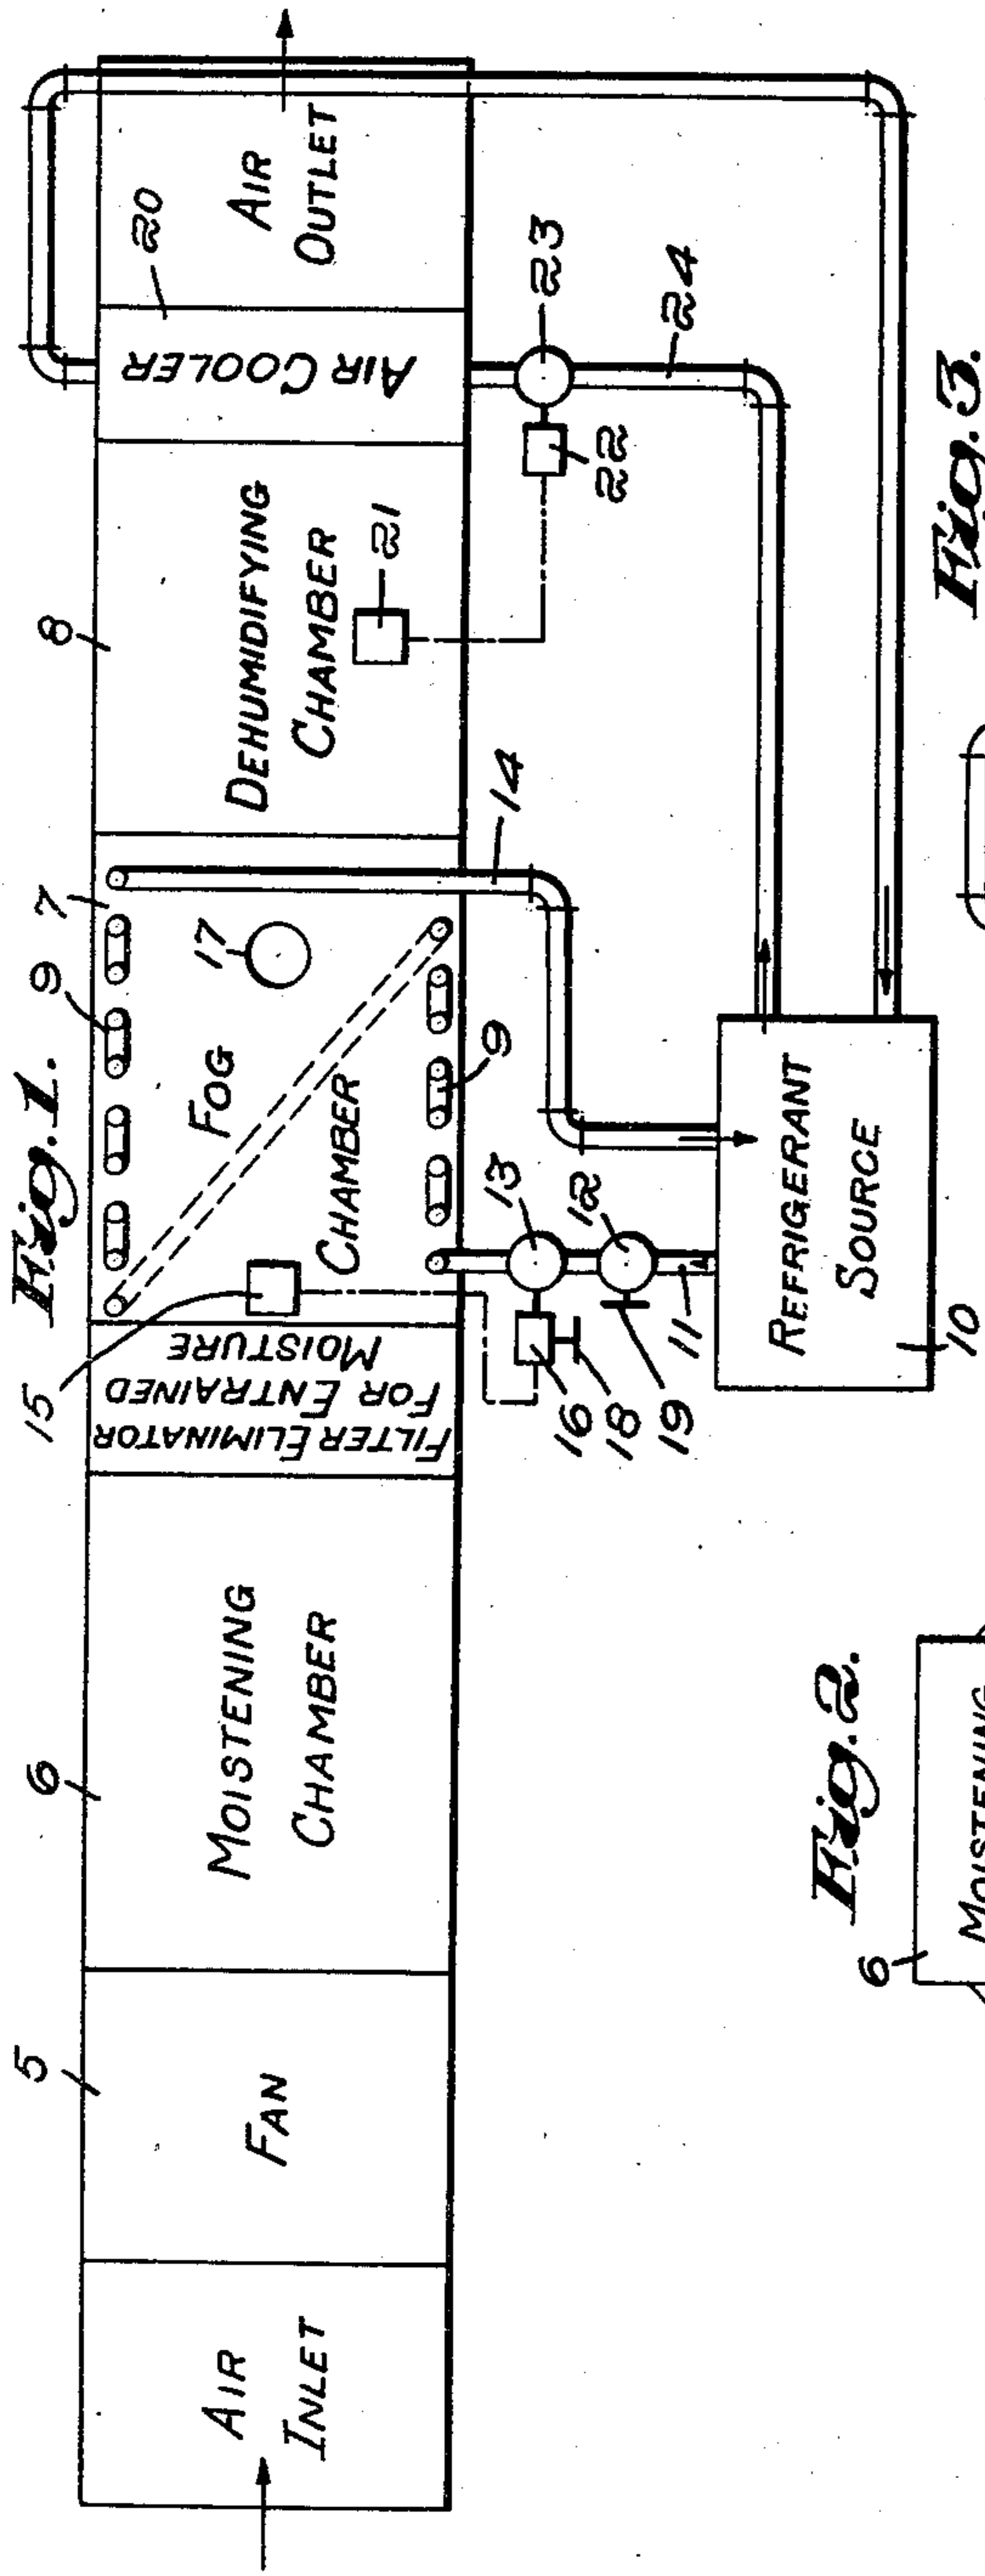 Fig. 1.
5
6
15
9
7
8
20
AIR
INLET
FAN
MOISTENING
CHAMBER
FILTER ELIMINATOR
FOR ENTRAINED
MOISTURE
FOG
CHAMBER
17
9
DEHUMIDIFYING
CHAMBER
21
AIR COOLER
AIR
OUTLET
16
18
19
13
12
11
14
22
23
24
REFRIGERANT
SOURCE
10
Fig. 2.
6
MOISTENING
Fig. 3.